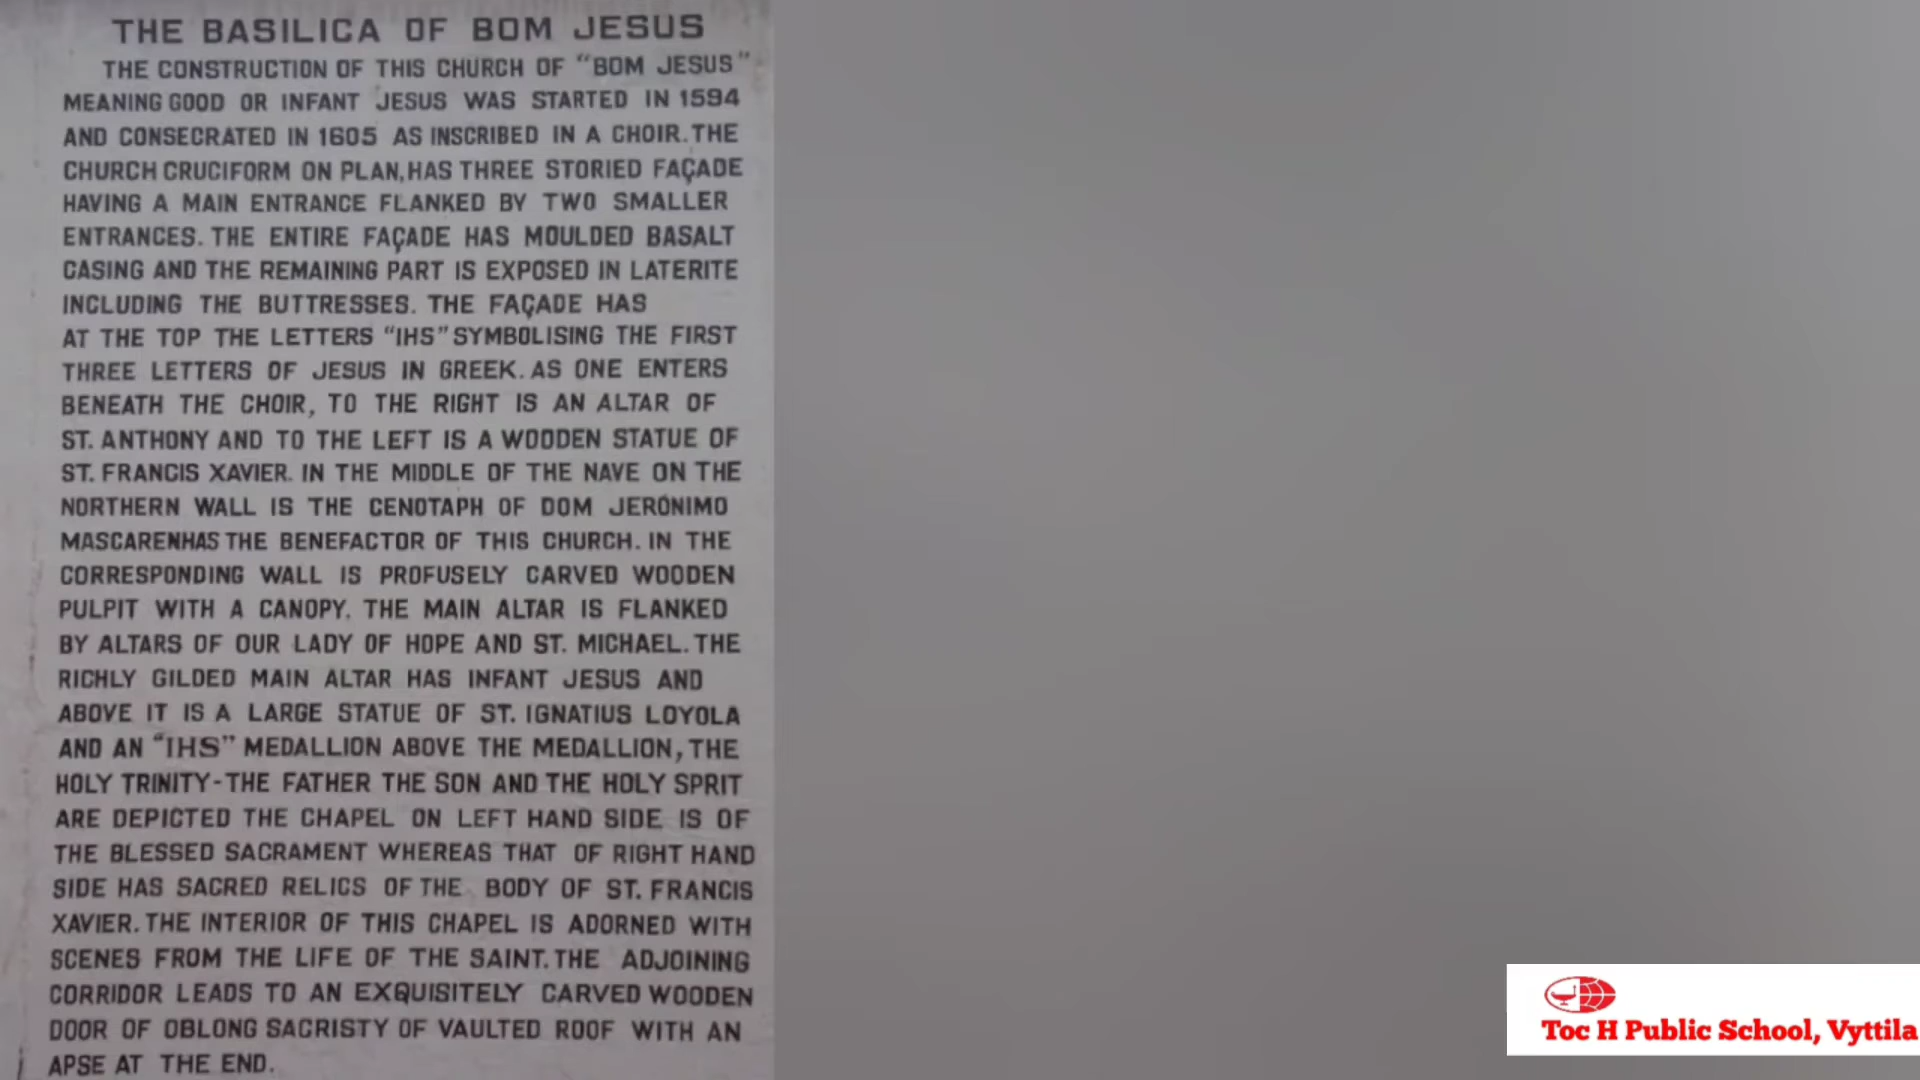 THE BASILICA OF BOM JESUS
THE CONSTRUCTION OF THIS CHURCH OF "BOM JESUS"
MEANING GOOD OR INFANT JESUS WAS STARTED IN 1594
AND CONSECRATED IN 1605 AS INSCRIBED IN A CHOIR. THE
CHURCH CRUCIFORM ON PLAN, HAS THREE STORIED FAÇADE
HAVING A MAIN ENTRANCE FLANKED BY TWO SMALLER
ENTRANCES. THE ENTIRE FAÇADE HAS MOULDED BASALT
CASING AND THE REMAINING PART IS EXPOSED IN LATERITE
INCLUDING THE BUTTRESSES. THE FAÇADE HAS
AT THE TOP THE LETTERS "IHS" SYMBOLISING THE FIRST
THREE LETTERS OF JESUS IN GREEK. AS ONE ENTERS
BENEATH THE CHOIR, TO THE RIGHT IS AN ALTAR OF
ST. ANTHONY AND TO THE LEFT IS A WOODEN STATUE OF
ST. FRANCIS XAVIER. IN THE MIDDLE OF THE NAVE ON THE
NORTHERN WALL IS THE CENOTAPH OF DOM JERÓNIMO
MASCARENHAS THE BENEFACTOR OF THIS CHURCH. IN THE
CORRESPONDING WALL IS PROFUSELY CARVED WOODEN
PULPIT WITH A CANOPY. THE MAIN ALTAR IS FLANKED
BY ALTARS OF OUR LADY OF HOPE AND ST. MICHAEL. THE
RICHLY GILDED MAIN ALTAR HAS INFANT JESUS AND
ABOVE IT IS A LARGE STATUE OF ST. IGNATIUS LOYOLA
AND AN "IHS" MEDALLION ABOVE THE MEDALLION, THE
HOLY TRINITY-THE FATHER THE SON AND THE HOLY SPRIT
ARE DEPICTED THE CHAPEL ON LEFT HAND SIDE IS OF
THE BLESSED SACRAMENT WHEREAS THAT OF RIGHT HAND
SIDE HAS SACRED RELICS OF THE BODY OF ST. FRANCIS
XAVIER. THE INTERIOR OF THIS CHAPEL IS ADORNED WITH
SCENES FROM THE LIFE OF THE SAINT. THE ADJOINING
CORRIDOR LEADS TO AN EXQUISITELY CARVED WOODEN
DOOR OF OBLONG SACRISTY OF VAULTED ROOF WITH AN
APSE AT THE END.
Toc H Public School, Vyttila